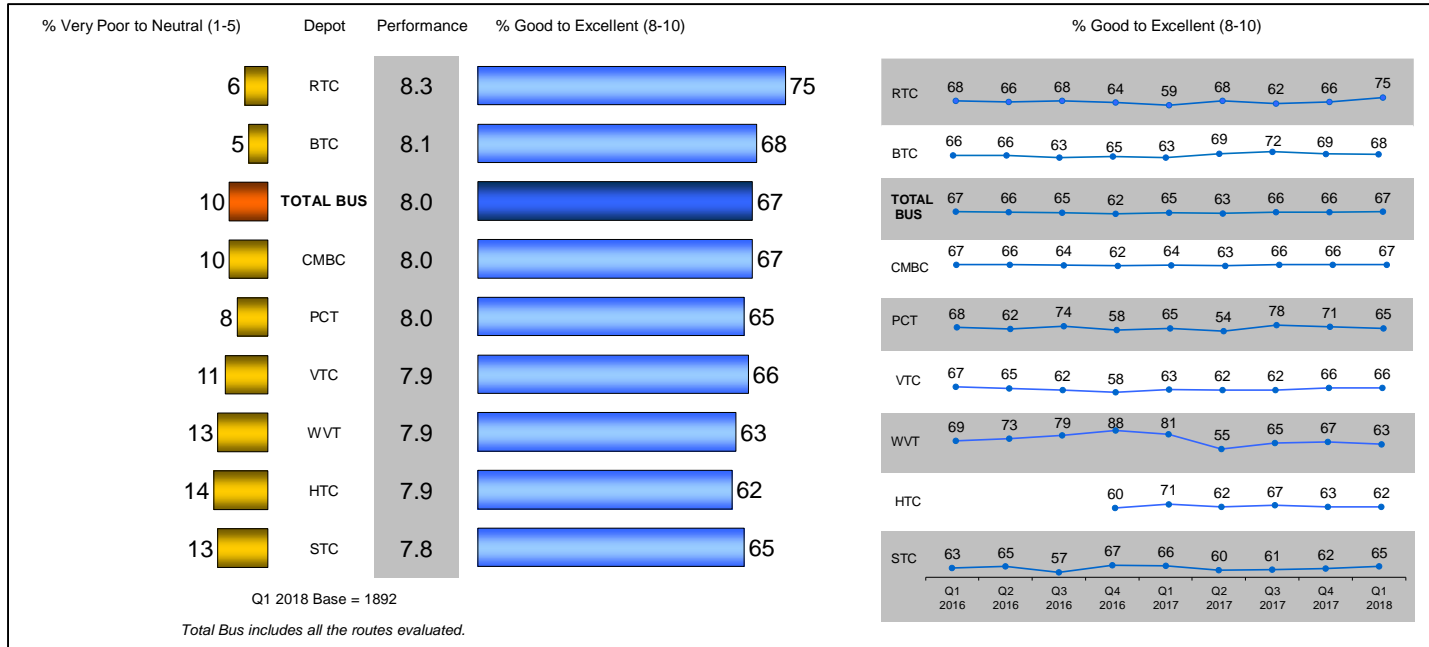 % Very Poor to Neutral (1-5) Depot Performance % Good to Excellent (8-10)
6 RTC 8.3 75
5 BTC 8.1 68
10 TOTAL BUS 8.0 67
10 CMBC 8.0 67
8 PCT 8.0 65
11 VTC 7.9 66
13 WVT 7.9 63
14 HTC 7.9 62
13 STC 7.8 65
Q1 2018 Base = 1892
Total Bus includes all the routes evaluated.
% Good to Excellent (8-10)
RTC 68 66 68 64 59 68 62 66 75
BTC 66 66 63 65 63 69 72 69 68
TOTAL 67 66 65 62 65 63 66 66 67
BUS
CMBC 67 66 64 62 64 63 66 66 67
PCT 68 62 74 58 65 54 78 71 65
VTC 67 65 62 58 63 62 62 66 66
WVT 69 73 79 88 81 55 65 67 63
HTC 60 71 62 67 63 62
STC 63 65 57 67 66 60 61 62 65
Q1 Q2 Q3 Q4 Q1 Q2 Q3 Q4 Q1
2016 2016 2016 2016 2017 2017 2017 2017 2018